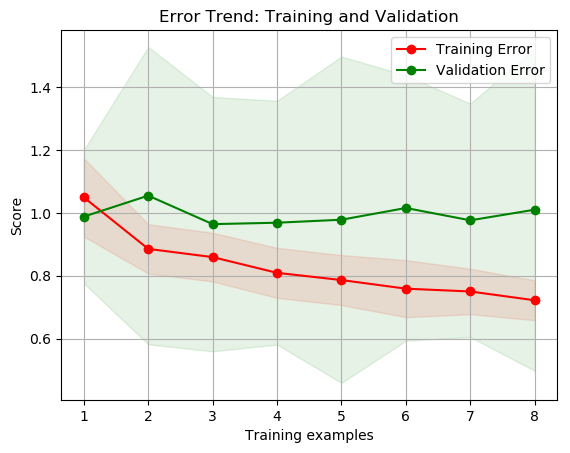 Error Trend: Training and Validation
Training Error
Validation Error
Score
1.4
1.2
1.0
0.8
0.6
1 2 3 4 5 6 7 8
Training examples